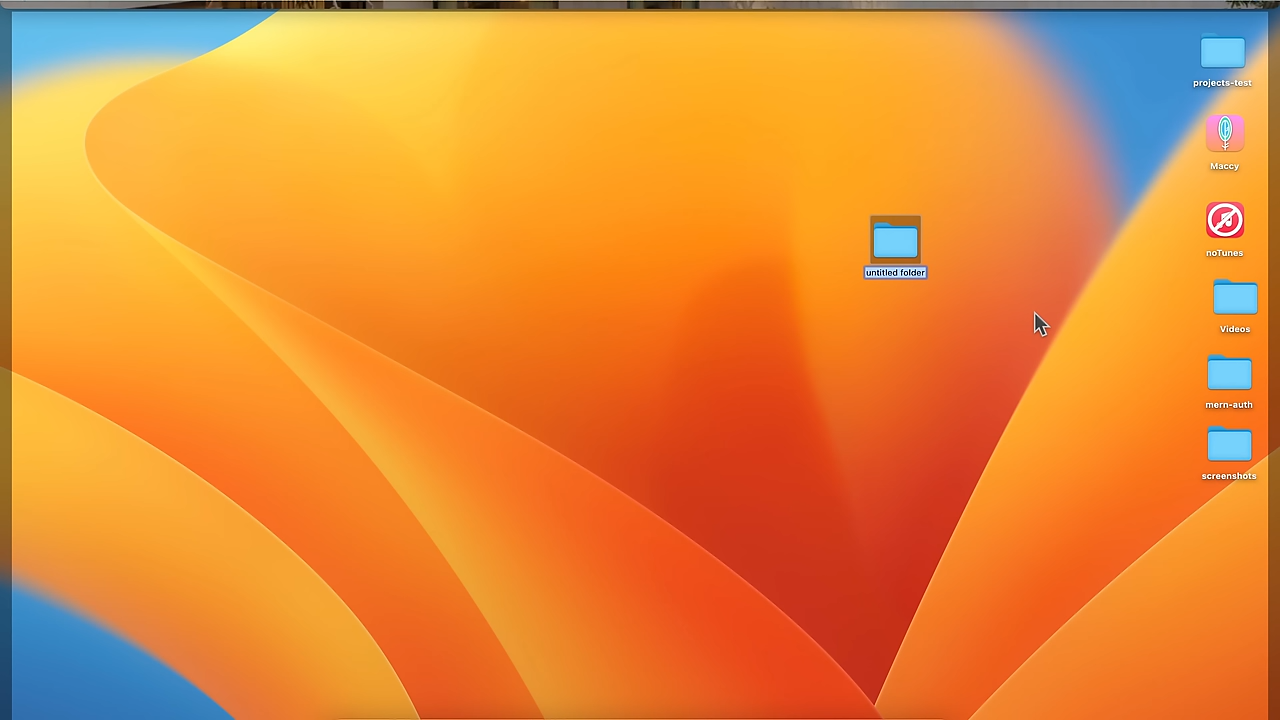 projects-test
Maccy
noTunes
untitled folder
Videos
mern-auth
screenshots